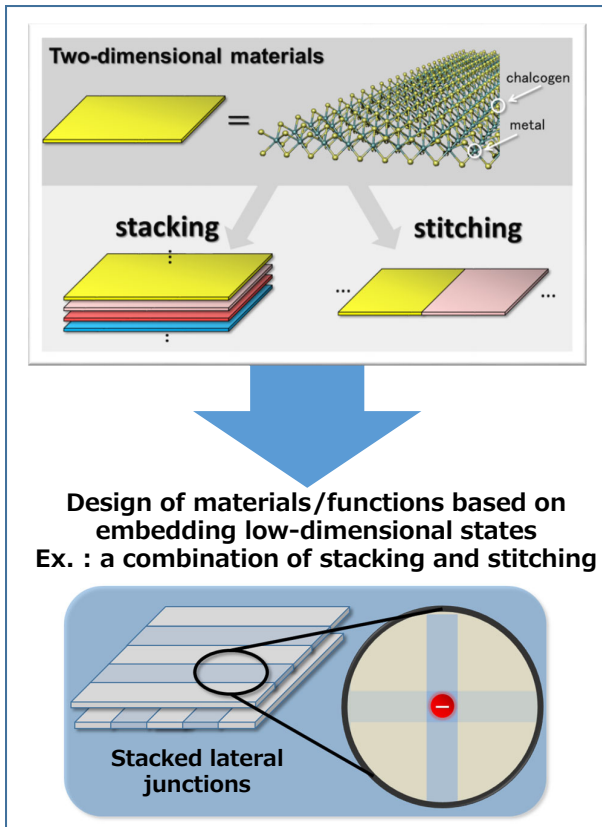 Two-dimensional materials
=
chalcogen
metal
stacking
stitching
...
...
Design of materials/functions based on
embedding low-dimensional states
Ex. : a combination of stacking and stitching
Stacked lateral
junctions
−